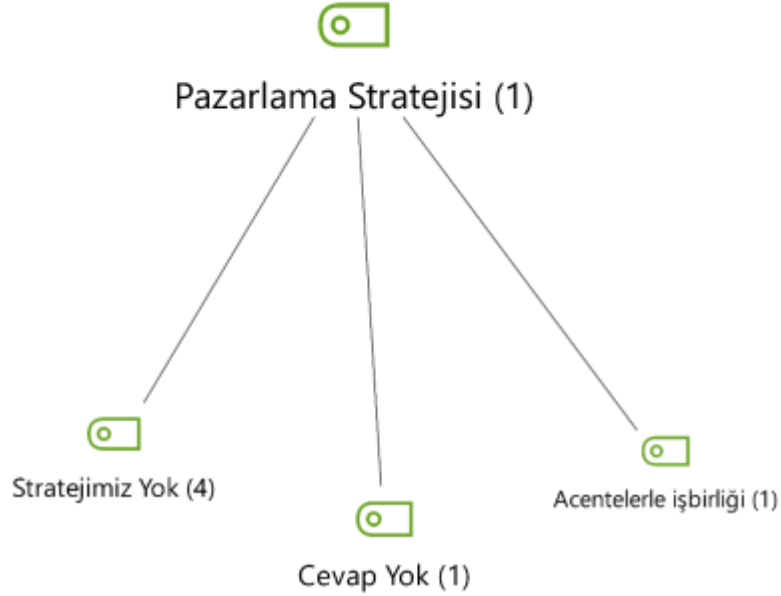 Pazarlama Stratejisi (1)
Stratejimiz Yok (4)
Cevap Yok (1)
Acentelerle işbirliği (1)